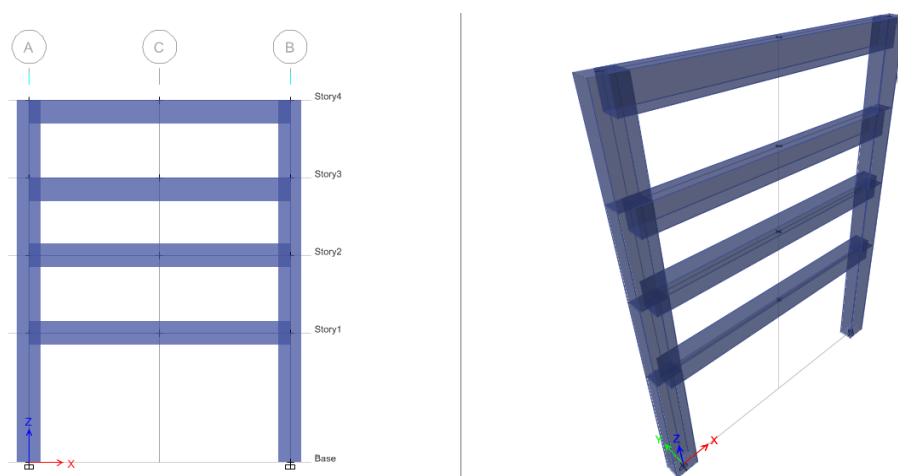 A C B
Story4
Story3
Story2
Story1
Z
X
Base
Y Z X